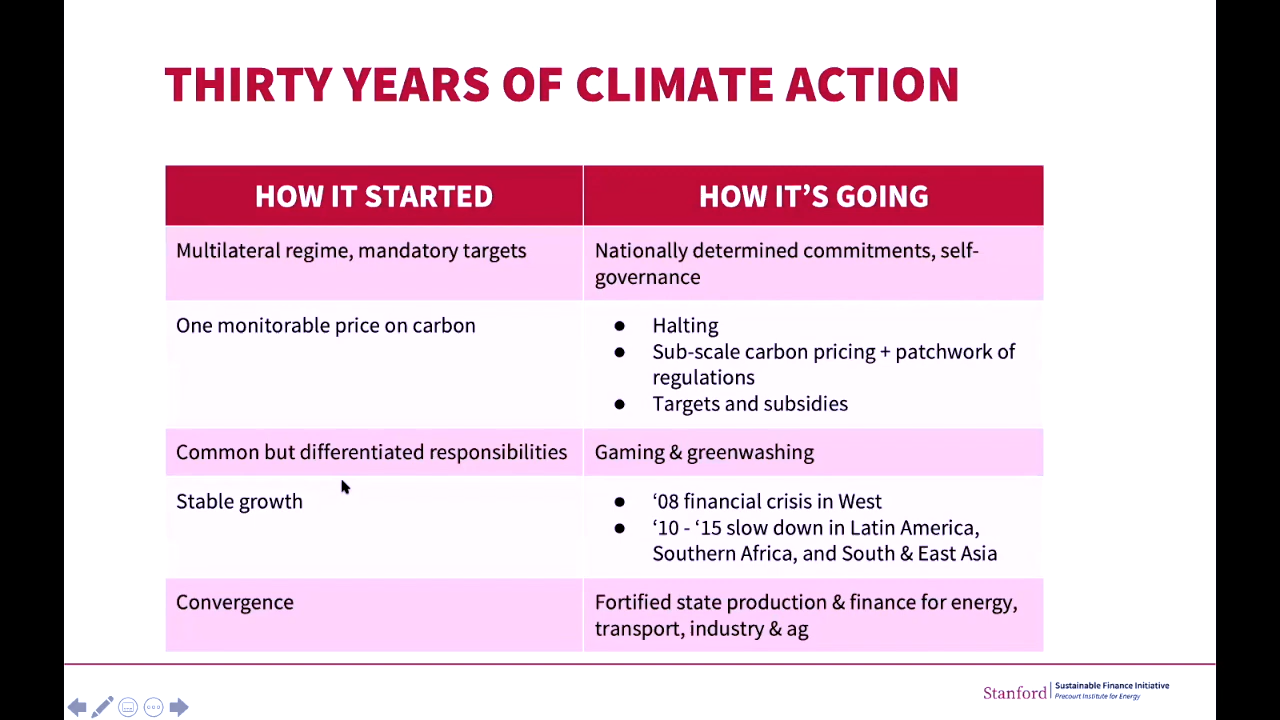 THIRTY YEARS OF CLIMATE ACTION
HOW IT STARTED
HOW IT’S GOING
Multilateral regime, mandatory targets
Nationally determined commitments, self-
governance
One monitorable price on carbon
● Halting
● Sub-scale carbon pricing + patchwork of
regulations
● Targets and subsidies
Common but differentiated responsibilities
Gaming & greenwashing
Stable growth
● ‘08 financial crisis in West
● ‘10 - ‘15 slow down in Latin America,
Southern Africa, and South & East Asia
Convergence
Fortified state production & finance for energy,
transport, industry & ag
Stanford
Sustainable Finance Initiative
Precourt Institute for Energy